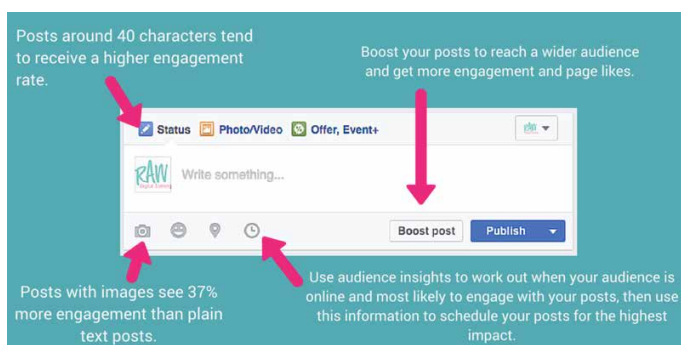 Posts around 40 characters tend
to receive a higher engagement
rate.
Boost your posts to reach a wider audience
and get more engagement and page likes.
Status Photo/Video Offer, Event+
RAW
Write something...
Boost post Publish
Posts with images see 37%
more engagement than plain
text posts.
Use audience insights to work out when your audience is
online and most likely to engage with your posts, then use
this information to schedule your posts for the highest
impact.